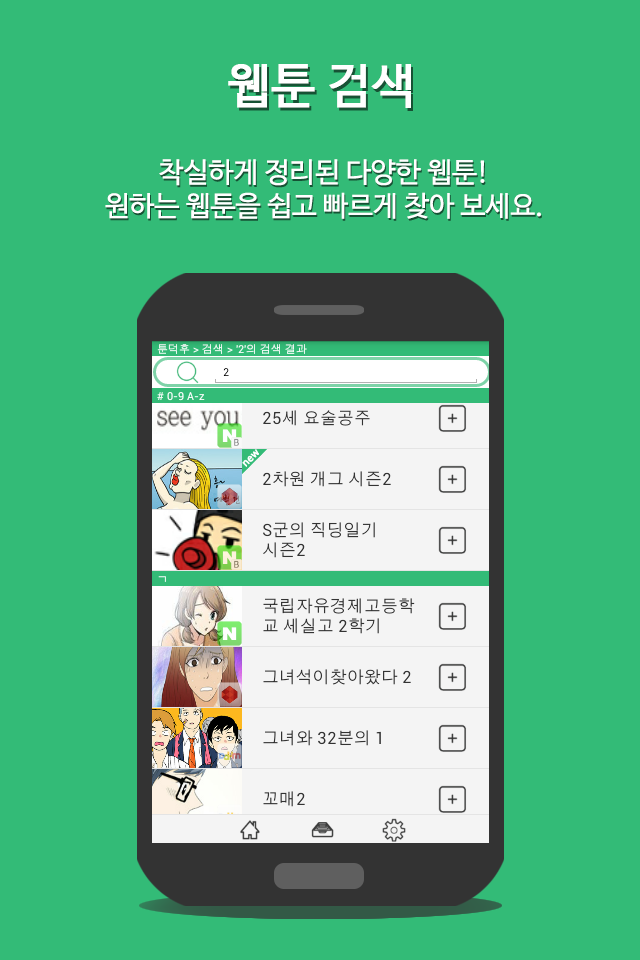 웹툰 검색
착실하게 정리된 다양한 웹툰!
원하는 웹툰을 쉽고 빠르게 찾아 보세요.
툰덕후 > 검색 > '2'의 검색 결과
2
# 0-9 A-z
see you
N
B
25세 요술공주
new
2차원 개그 시즌2
S군의 직딩일기
시즌2
N
B
ㄱ
국립자유경제고등학
교 세실고 2학기
N
그녀석이찾아왔다 2
그녀와 32분의 1
꼬매2